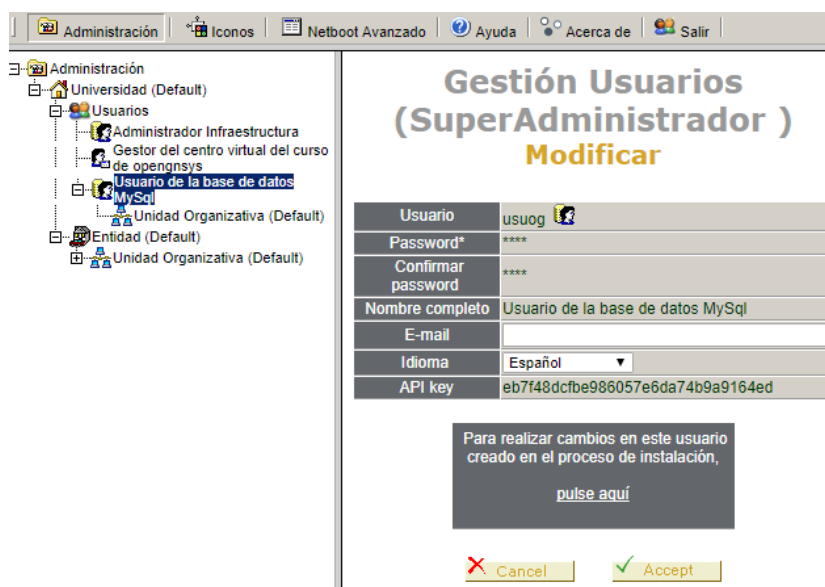 Administración
Iconos
Netboot Avanzado
Ayuda
Acerca de
Salir
Administración
Universidad (Default)
Usuarios
Administrador Infraestructura
Gestor del centro virtual del curso
de opengnsys
Usuario de la base de datos
MySql
Unidad Organizativa (Default)
Entidad (Default)
Unidad Organizativa (Default)
Gestión Usuarios
(SuperAdministrador )
Modificar
Usuario usuog
Password* ****
Confirmar
password ****
Nombre completo Usuario de la base de datos MySql
E-mail
Idioma Español
API key eb7f48dcfbe986057e6da74b9a9164ed
Para realizar cambios en este usuario
creado en el proceso de instalación,
pulse aquí
Cancel
Accept